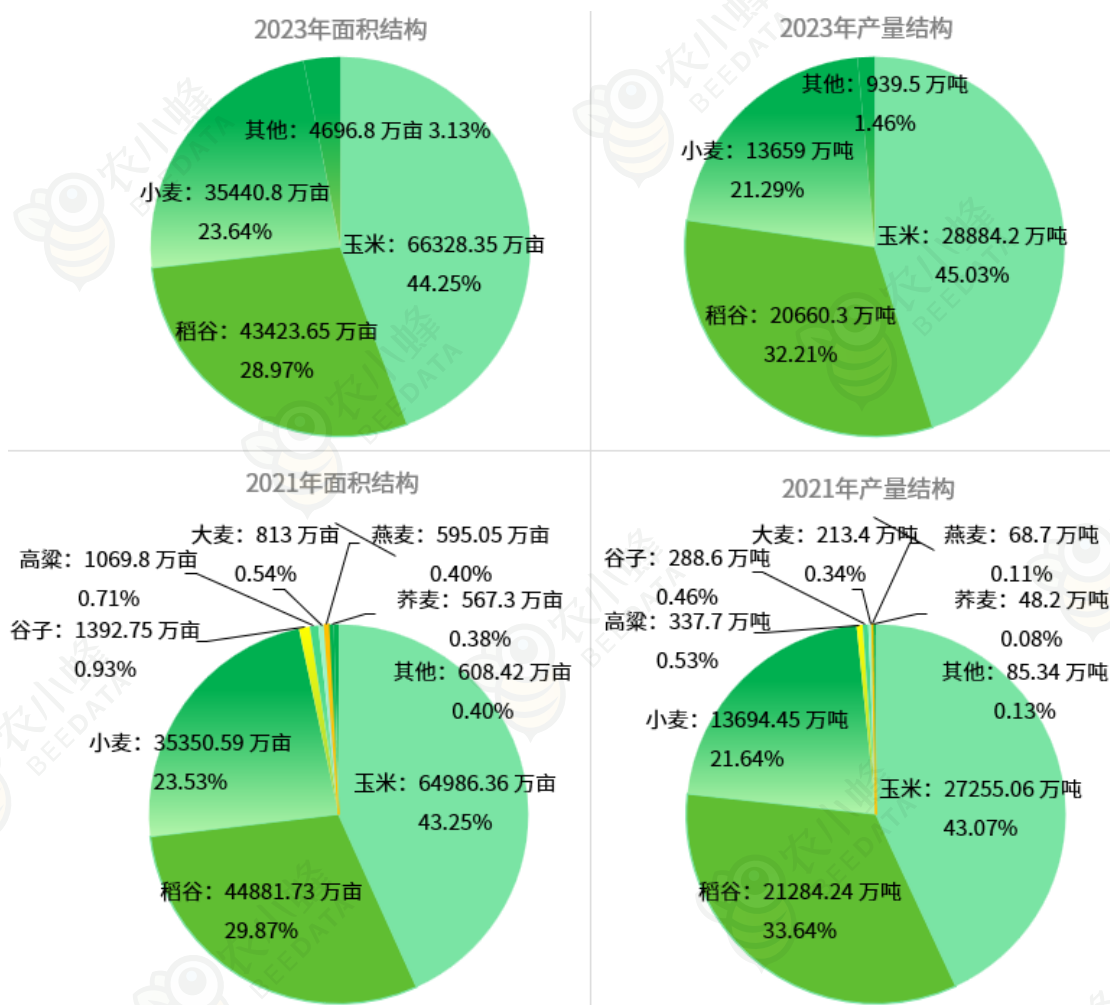 2023年面积结构
其他：4696.8 万亩 3.13%
小麦：35440.8 万亩
23.64%
玉米：66328.35 万亩
44.25%
稻谷：43423.65 万亩
28.97%
2023年产量结构
其他：939.5 万吨
1.46%
小麦：13659 万吨
21.29%
玉米：28884.2 万吨
45.03%
稻谷：20660.3 万吨
32.21%
2021年面积结构
大麦：813 万亩
0.54%
燕麦：595.05 万亩
0.40%
高粱：1069.8 万亩
0.71%
荞麦：567.3 万亩
0.38%
谷子：1392.75 万亩
0.93%
其他：608.42 万亩
0.40%
小麦：35350.59 万亩
23.53%
玉米：64986.36 万亩
43.25%
稻谷：44881.73 万亩
29.87%
2021年产量结构
大麦：213.4 万吨
0.34%
燕麦：68.7 万吨
0.11%
谷子：288.6 万吨
0.46%
荞麦：48.2 万吨
0.08%
高粱：337.7 万吨
0.53%
其他：85.34 万吨
0.13%
小麦：13694.45 万吨
21.64%
玉米：27255.06 万吨
43.07%
稻谷：21284.24 万吨
33.64%
农小蜂
BEEDATA